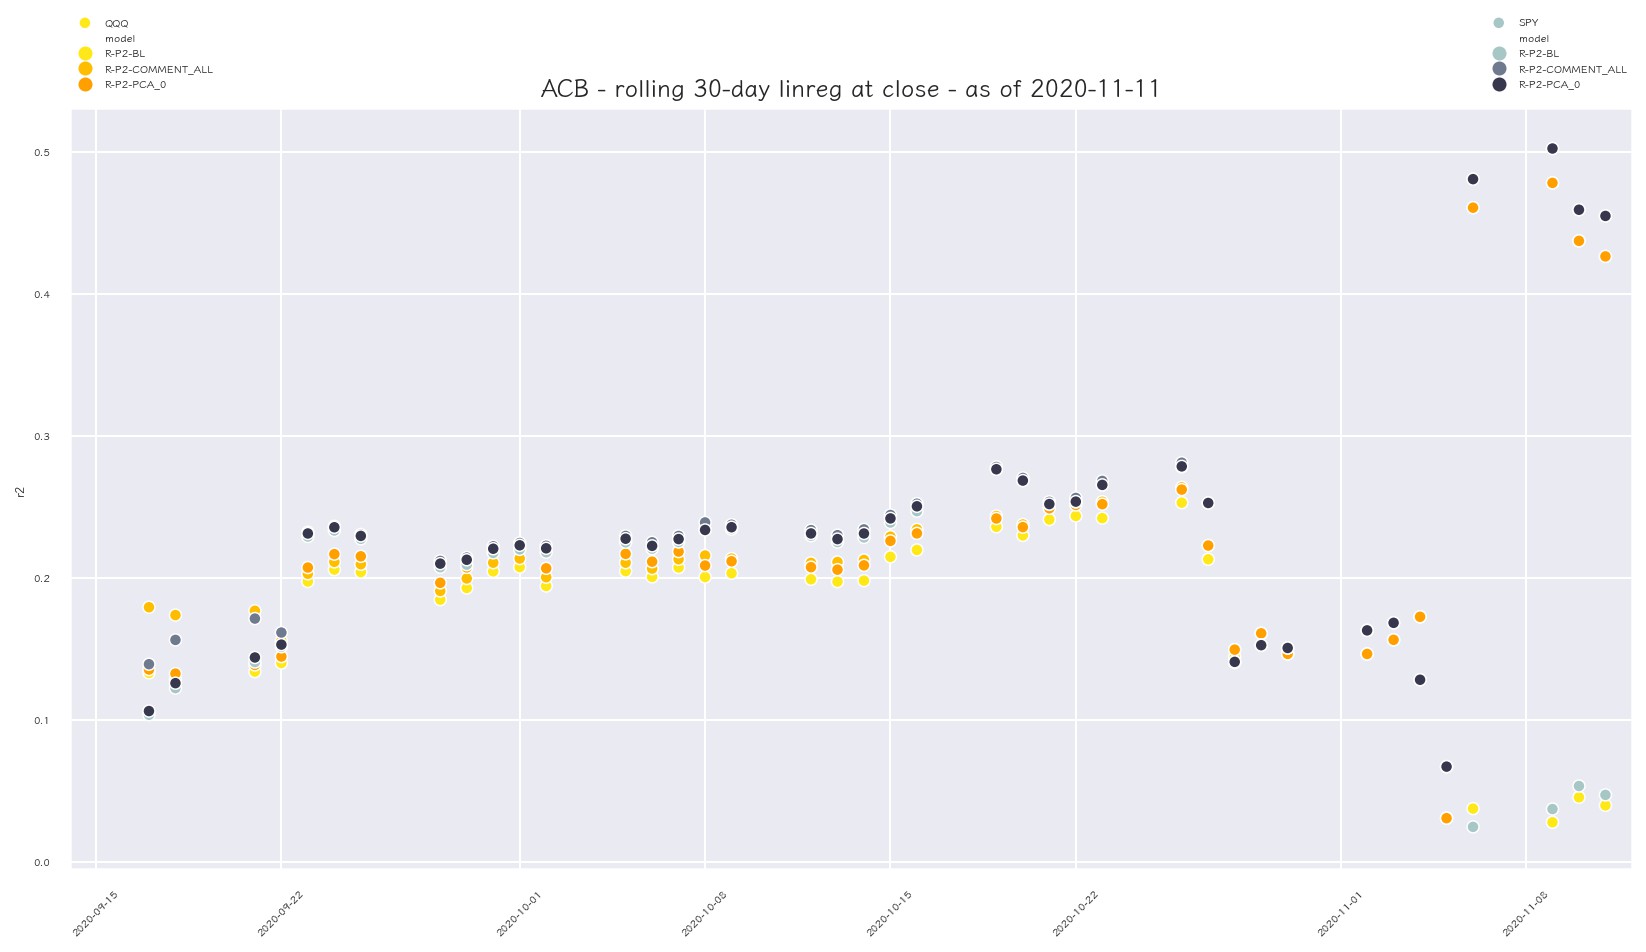 QQQ
model
R-P2-BL
R-P2-COMMENT_ALL
R-P2-PCA_0
SPY
model
R-P2-BL
R-P2-COMMENT_ALL
R-P2-PCA_0
ACB - rolling 30-day linreg at close - as of 2020-11-11
0.5
0.4
0.3
r2
0.2
0.1
0.0
2020-09-15
2020-09-22
2020-10-01
2020-10-08
2020-10-15
2020-10-22
2020-11-01
2020-11-08